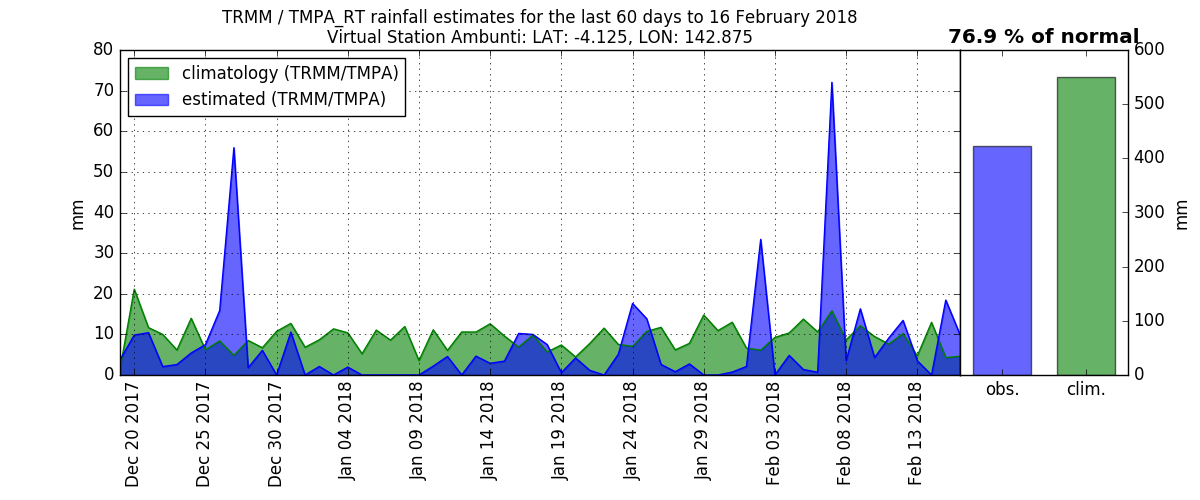 TRMM / TMPA_RT rainfall estimates for the last 60 days to 16 February 2018
Virtual Station Ambunti: LAT: -4.125, LON: 142.875
76.9 % of normal
climatology (TRMM/TMPA)
estimated (TRMM/TMPA)
80
70
60
50
40
30
20
10
0
mm
Dec 20 2017
Dec 25 2017
Dec 30 2017
Jan 04 2018
Jan 09 2018
Jan 14 2018
Jan 19 2018
Jan 24 2018
Jan 29 2018
Feb 03 2018
Feb 08 2018
Feb 13 2018
600
500
400
300
200
100
0
mm
obs.
clim.